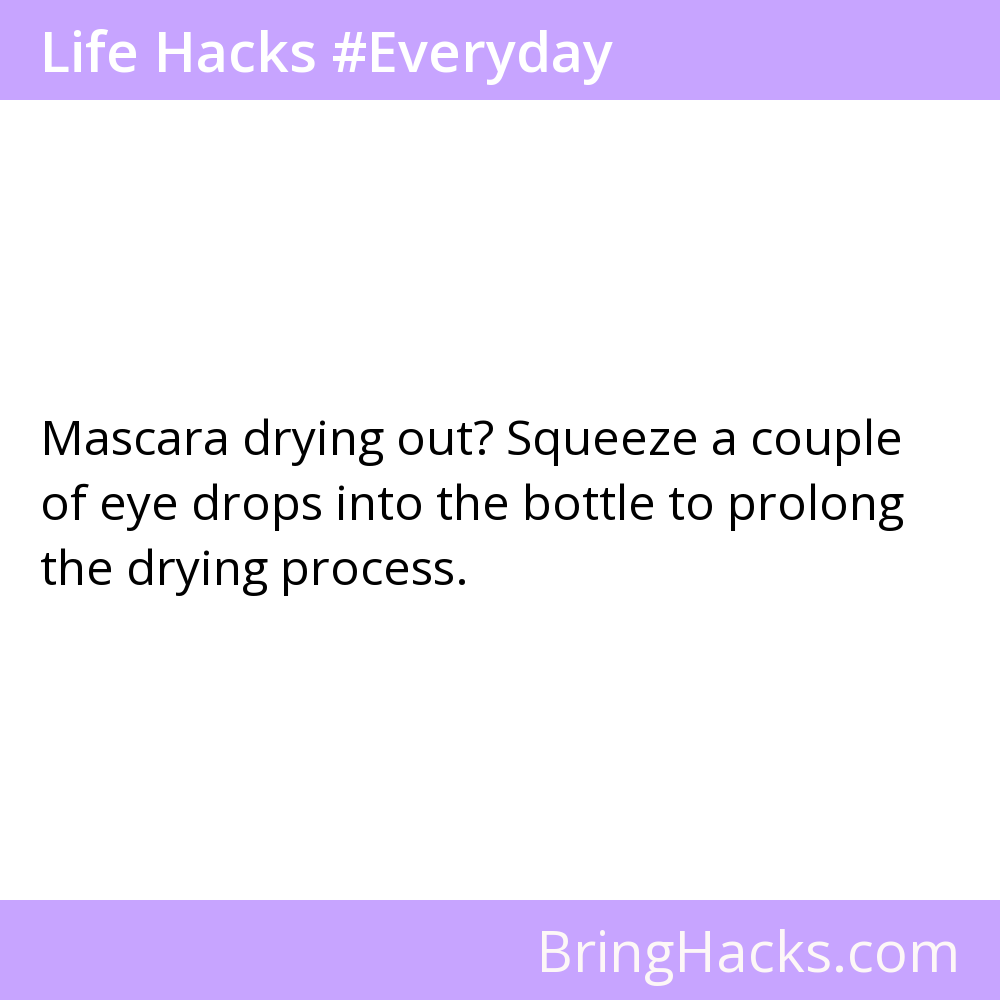 Life Hacks #Everyday
Mascara drying out? Squeeze a couple
of eye drops into the bottle to prolong
the drying process.
BringHacks.com